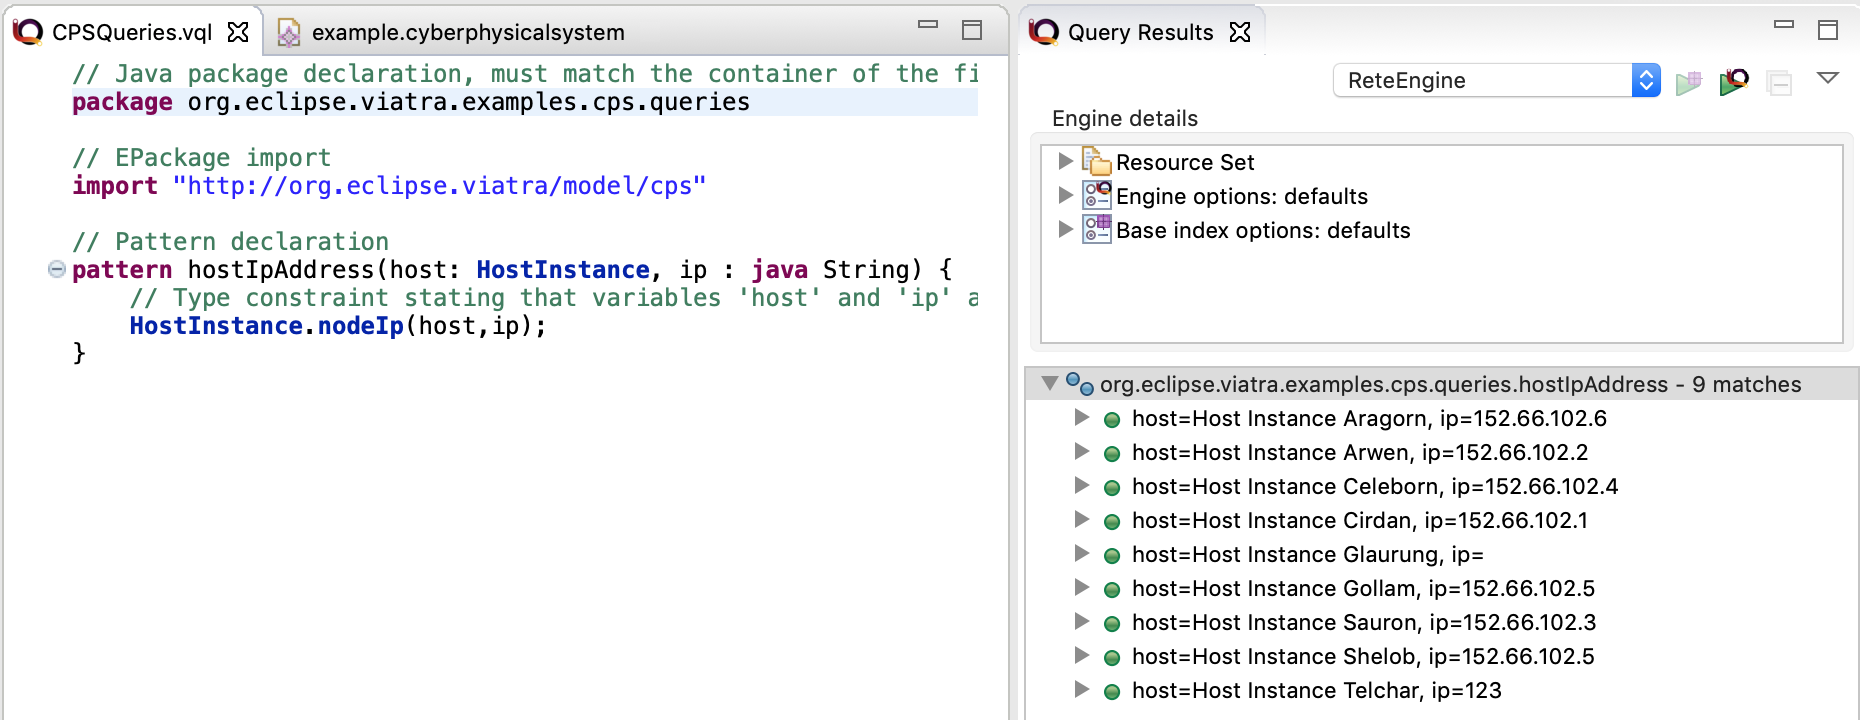 CPSQueries.vql
example.cyberphysicalsystem
// Java package declaration, must match the container of the fi
package org.eclipse.viatra.examples.cps.queries
// EPackage import
import "http://org.eclipse.viatra/model/cps"
// Pattern declaration
pattern hostIpAddress(host: HostInstance, ip : java String) {
// Type constraint stating that variables 'host' and 'ip' a
HostInstance.nodeIp(host,ip);
}
Query Results
ReteEngine
Engine details
Resource Set
Engine options: defaults
Base index options: defaults
org.eclipse.viatra.examples.cps.queries.hostIpAddress - 9 matches
host=Host Instance Aragorn, ip=152.66.102.6
host=Host Instance Arwen, ip=152.66.102.2
host=Host Instance Celeborn, ip=152.66.102.4
host=Host Instance Cirdan, ip=152.66.102.1
host=Host Instance Glaurung, ip=
host=Host Instance Gollam, ip=152.66.102.5
host=Host Instance Sauron, ip=152.66.102.3
host=Host Instance Shelob, ip=152.66.102.5
host=Host Instance Telchar, ip=123